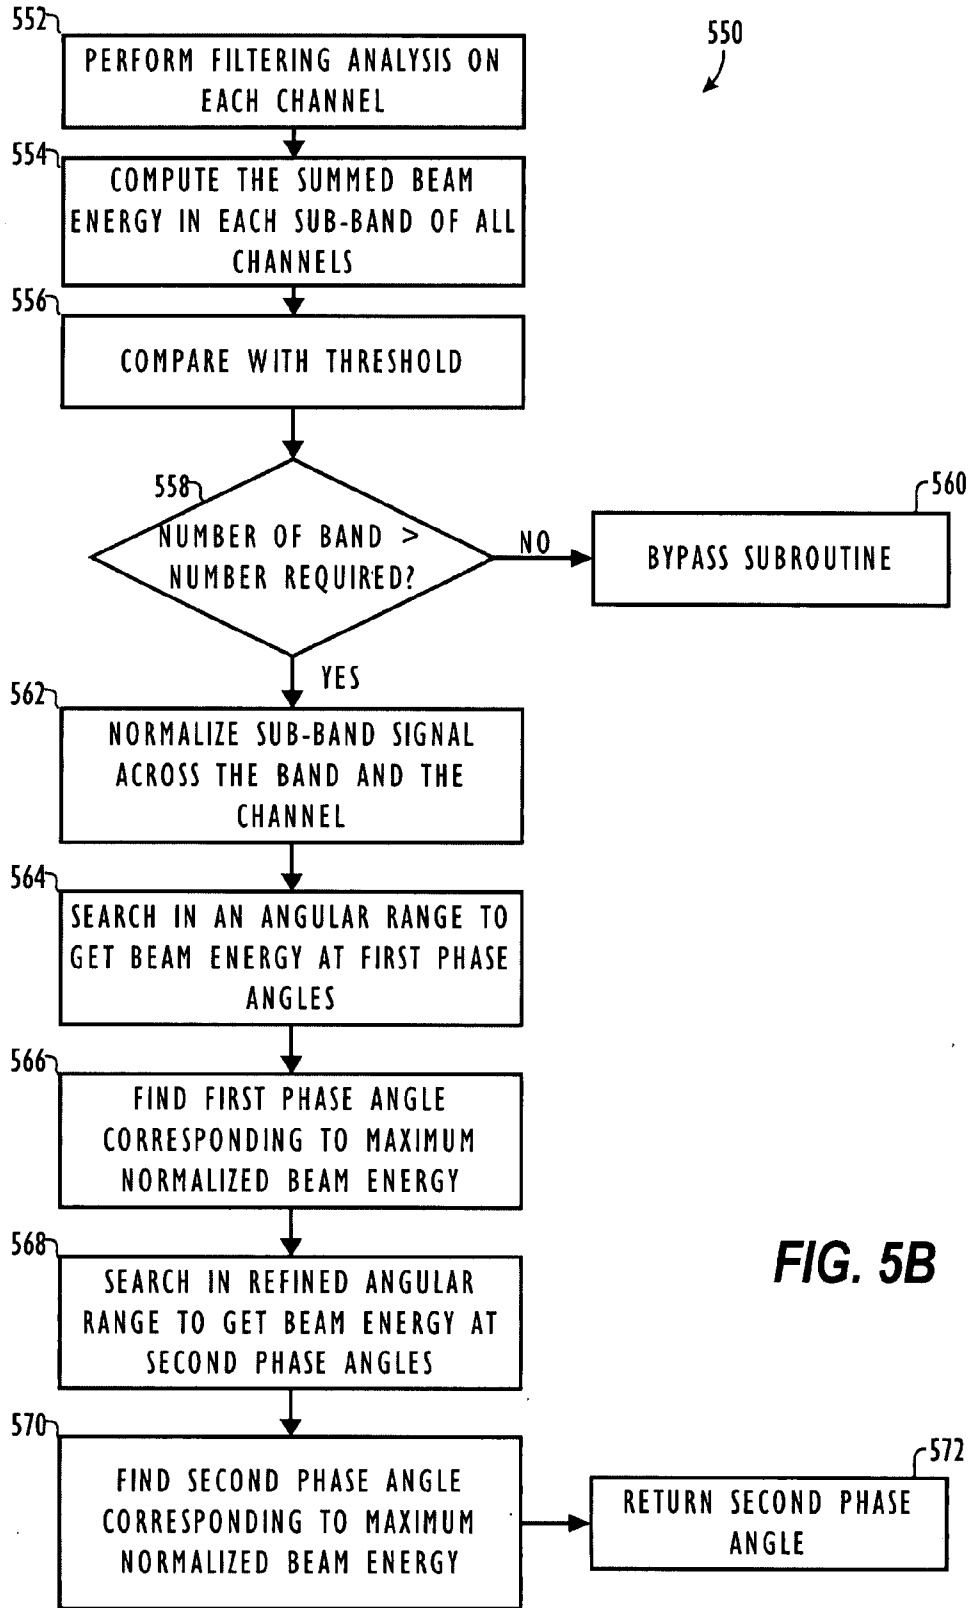 552
550
PERFORM FILTERING ANALYSIS ON
EACH CHANNEL
554
COMPUTE THE SUMMED BEAM
ENERGY IN EACH SUB-BAND OF ALL
CHANNELS
556
COMPARE WITH THRESHOLD
558
NUMBER OF BAND >
NUMBER REQUIRED?
NO
560
BYPASS SUBROUTINE
YES
562
NORMALIZE SUB-BAND SIGNAL
ACROSS THE BAND AND THE
CHANNEL
564
SEARCH IN AN ANGULAR RANGE TO
GET BEAM ENERGY AT FIRST PHASE
ANGLES
566
FIND FIRST PHASE ANGLE
CORRESPONDING TO MAXIMUM
NORMALIZED BEAM ENERGY
568
SEARCH IN REFINED ANGULAR
RANGE TO GET BEAM ENERGY AT
SECOND PHASE ANGLES
FIG. 5B
570
FIND SECOND PHASE ANGLE
CORRESPONDING TO MAXIMUM
NORMALIZED BEAM ENERGY
572
RETURN SECOND PHASE
ANGLE